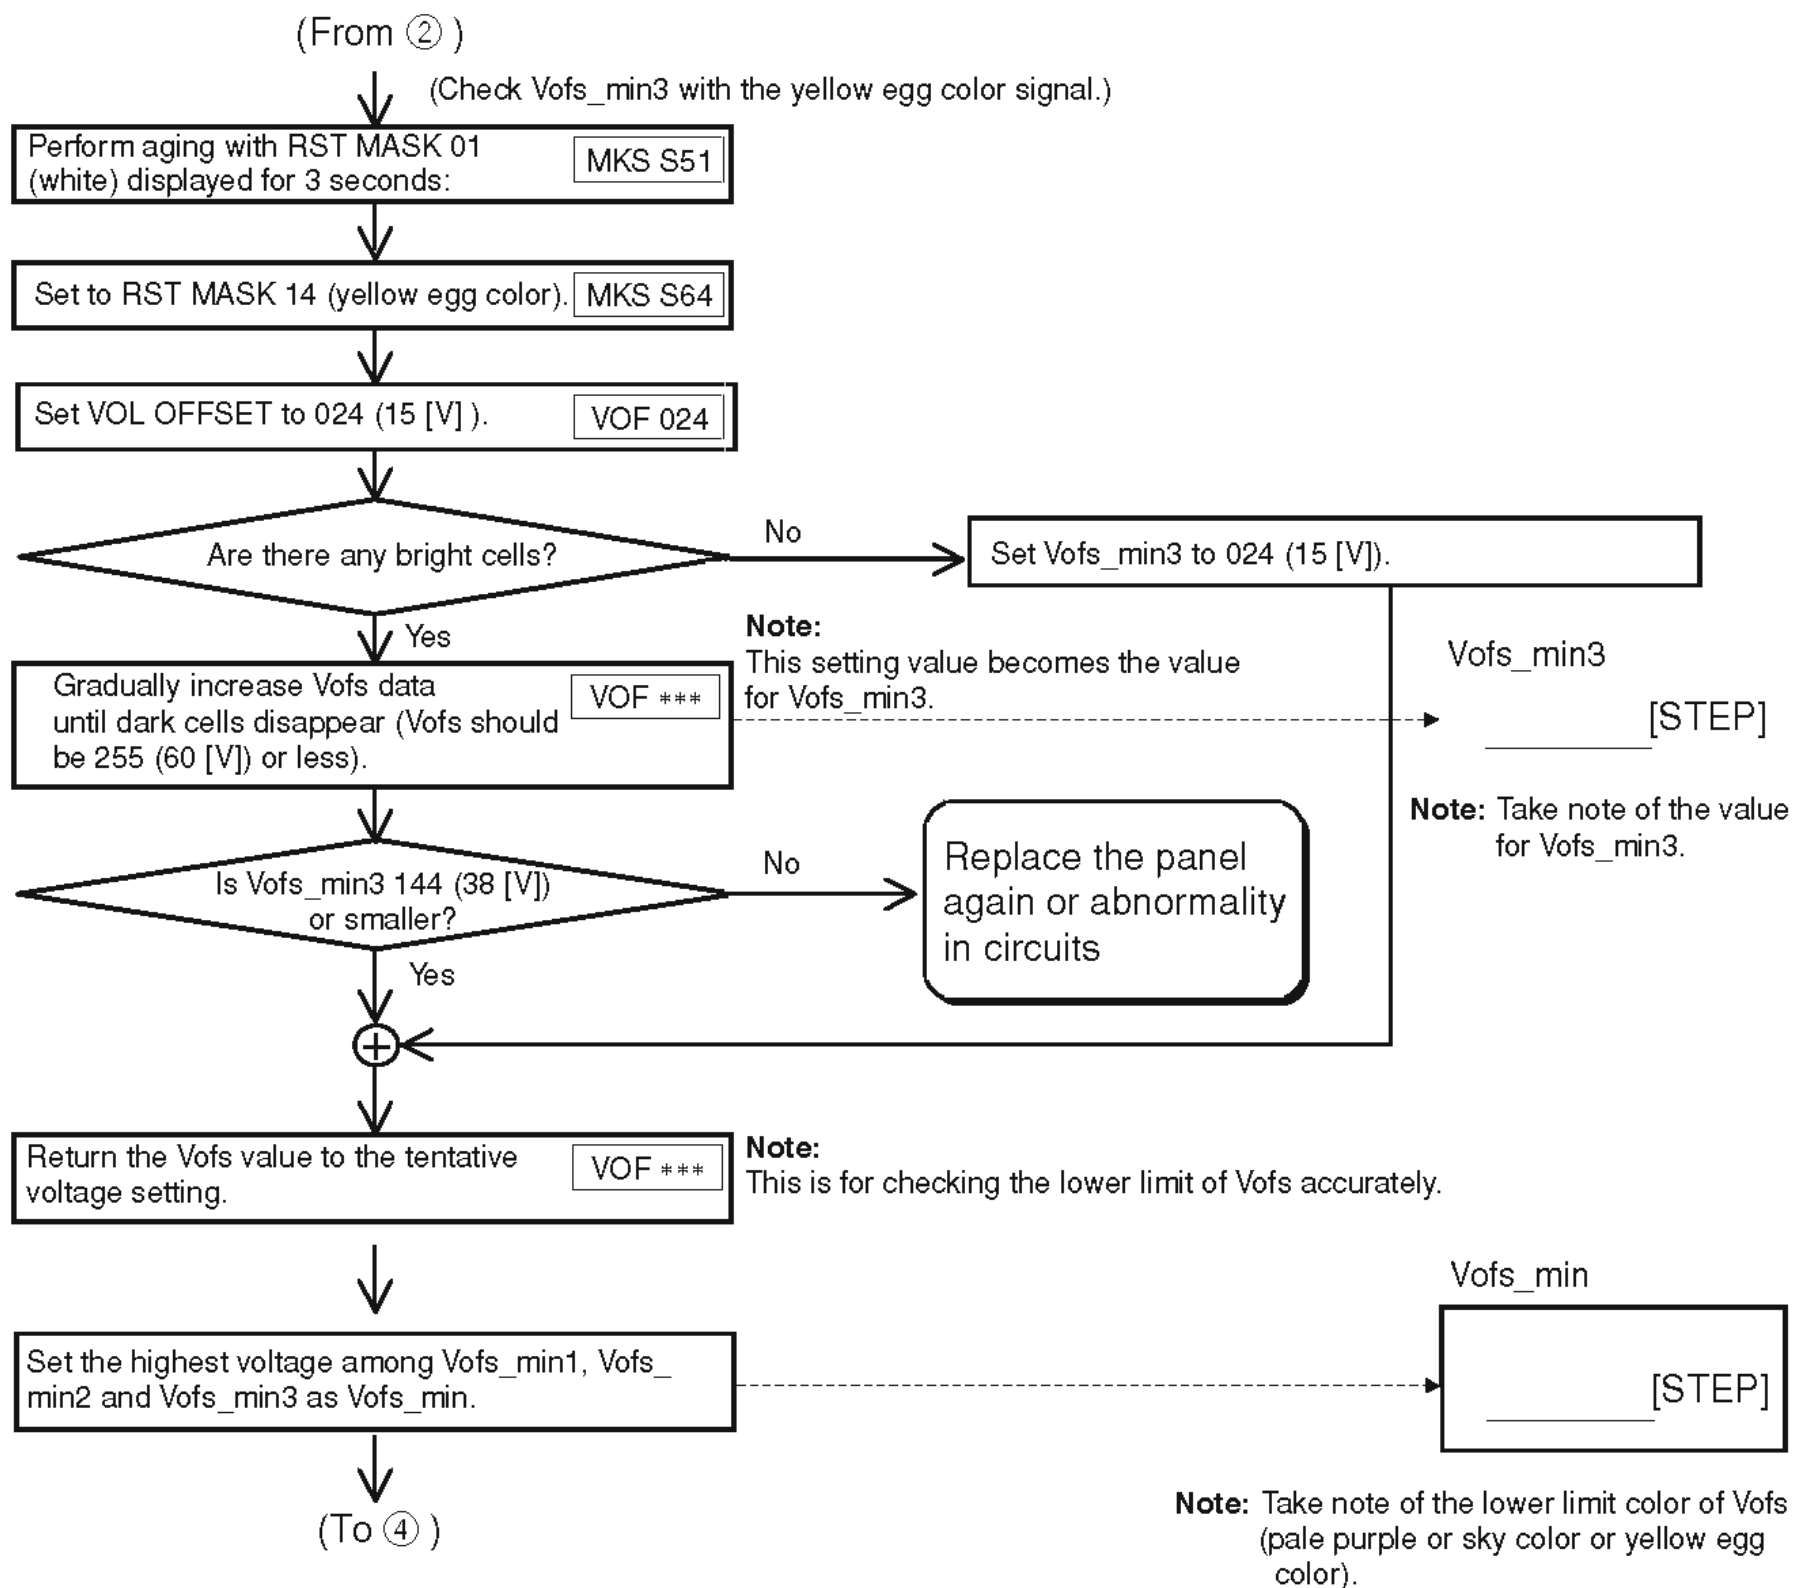 (From ② )
(Check Vofs_min3 with the yellow egg color signal.)
Perform aging with RST MASK 01
(white) displayed for 3 seconds:
MKS S51
Set to RST MASK 14 (yellow egg color).
MKS S64
Set VOL OFFSET to 024 (15 [V] ).
VOF 024
Are there any bright cells?
No
Set Vofs_min3 to 024 (15 [V]).
Yes
Note:
This setting value becomes the value
for Vofs_min3.
Gradually increase Vofs data
until dark cells disappear (Vofs should
be 255 (60 [V]) or less).
VOF ***
Vofs_min3
[STEP]
Note: Take note of the value
for Vofs_min3.
Is Vofs_min3 144 (38 [V])
or smaller?
No
Replace the panel
again or abnormality
in circuits
Yes
+
Return the Vofs value to the tentative
voltage setting.
VOF ***
Note:
This is for checking the lower limit of Vofs accurately.
Set the highest voltage among Vofs_min1, Vofs_
min2 and Vofs_min3 as Vofs_min.
Vofs_min
[STEP]
Note: Take note of the lower limit color of Vofs
(pale purple or sky color or yellow egg
color).
(To ④ )